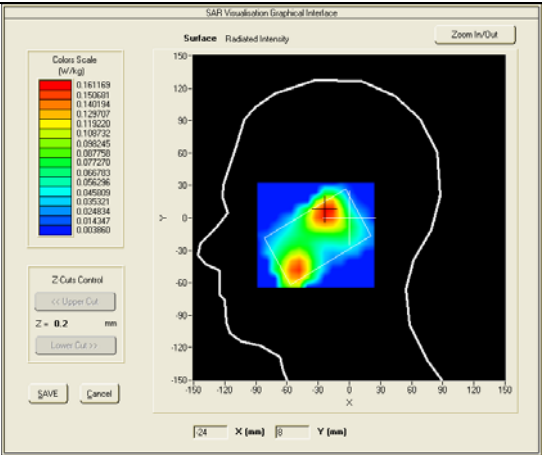 SAR Visualisation Graphical Interface
Surface Radiated Intensity
Zoom In/Out
Colors Scale
(W/kg)
0.161169
0.150681
0.140194
0.129707
0.119220
0.108732
0.098245
0.087758
0.077270
0.066783
0.056296
0.045809
0.035321
0.024834
0.014347
0.003860
Z-Cuts Control
<< Upper Cut
Z = 0.2 mm
Lower Cut >>
SAVE Cancel
150
120
90
60
30
0
-30
-60
-90
-120
-150
Y
-150 -120 -90 -60 -30 0 30 60 90 120 150
X
-24 X (mm) 8 Y (mm)